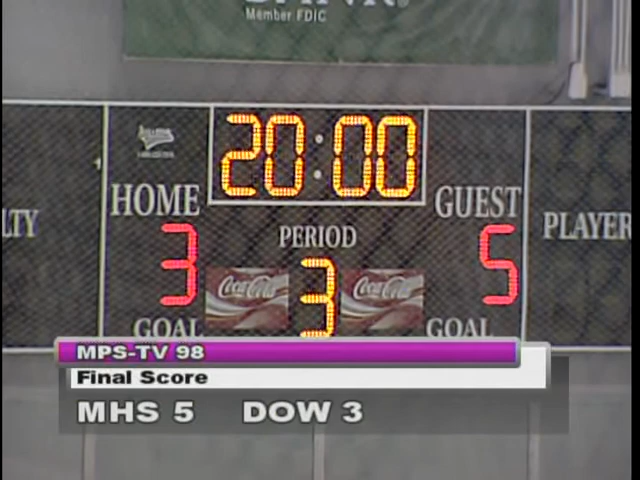 Member FDIC
20:00
HOME
GUEST
LTY
PERIOD
PLAYER
3
3
5
Coca-Cola
Coca-Cola
GOAL
GOAL
MPS-TV 98
Final Score
MHS 5 DOW 3